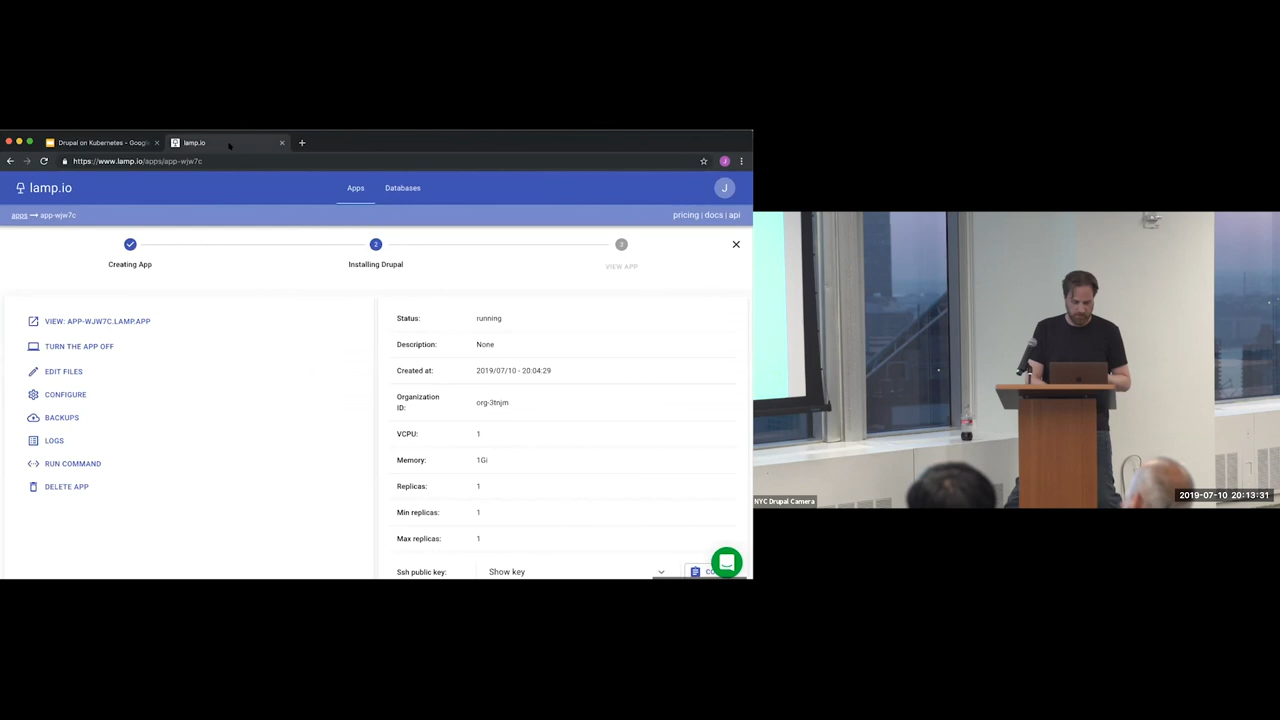 Drupal on Kubernetes - Googl
lamp.io
https://www.lamp.io/apps/app-wjw7c
lamp.io
Apps
Databases
J
apps → app-wjw7c
pricing | docs | api
2
3
Creating App
Installing Drupal
VIEW APP
VIEW: APP-WJW7C.LAMP.APP
TURN THE APP OFF
EDIT FILES
CONFIGURE
BACKUPS
LOGS
RUN COMMAND
DELETE APP
Status: running
Description: None
Created at: 2019/07/10 - 20:04:29
Organization
ID: org-3tnjm
VCPU: 1
Memory: 1Gi
Replicas: 1
Min replicas: 1
Max replicas: 1
Ssh public key: Show key
NYC Drupal Camera
2019-07-10 20:13:31